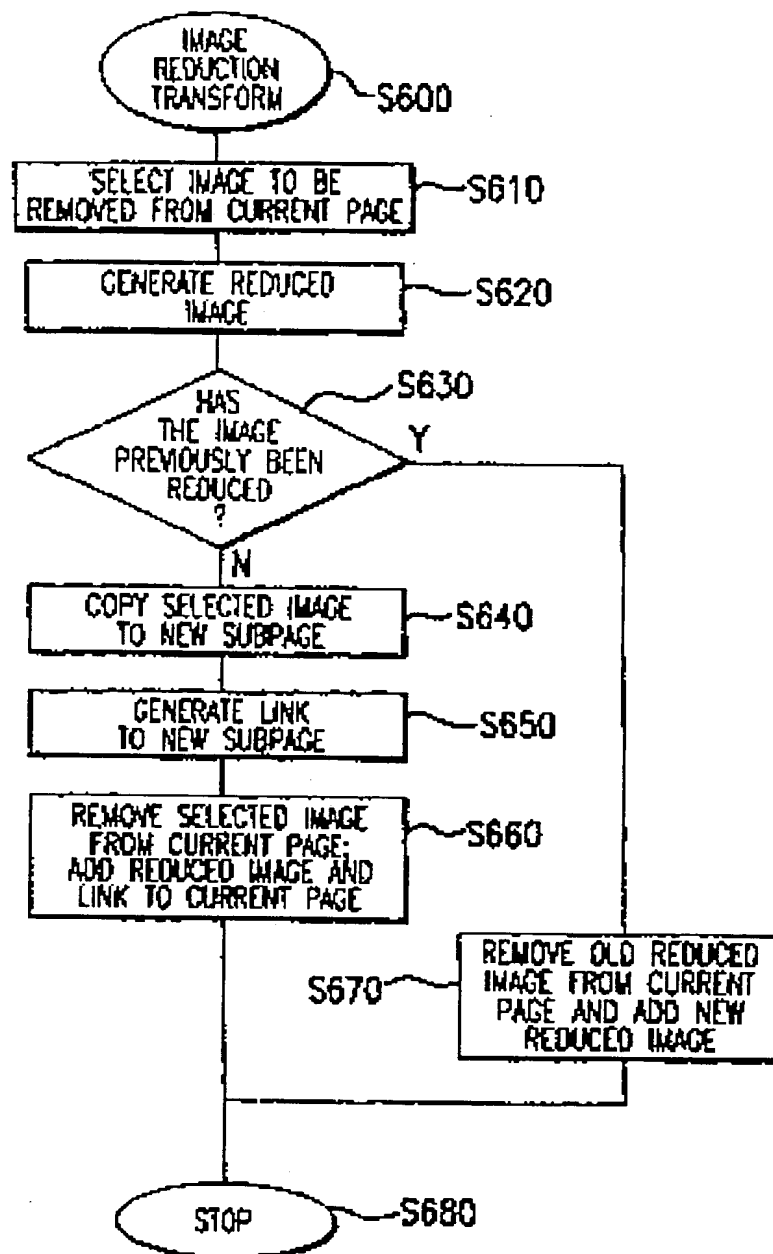 IMAGE
REDUCTION
TRANSFORM
S600
SELECT IMAGE TO BE
REMOVED FROM CURRENT PAGE
S610
GENERATE REDUCED
IMAGE
S620
S630
HAS
THE IMAGE
PREVIOUSLY BEEN
REDUCED
?
Y
N
COPY SELECTED IMAGE
TO NEW SUBPAGE
S640
GENERATE LINK
TO NEW SUBPAGE
S650
REMOVE SELECTED IMAGE
FROM CURRENT PAGE;
ADD REDUCED IMAGE AND
LINK TO CURRENT PAGE
S660
REMOVE OLD REDUCED
IMAGE FROM CURRENT
PAGE AND ADD NEW
REDUCED IMAGE
S670
STOP
S680